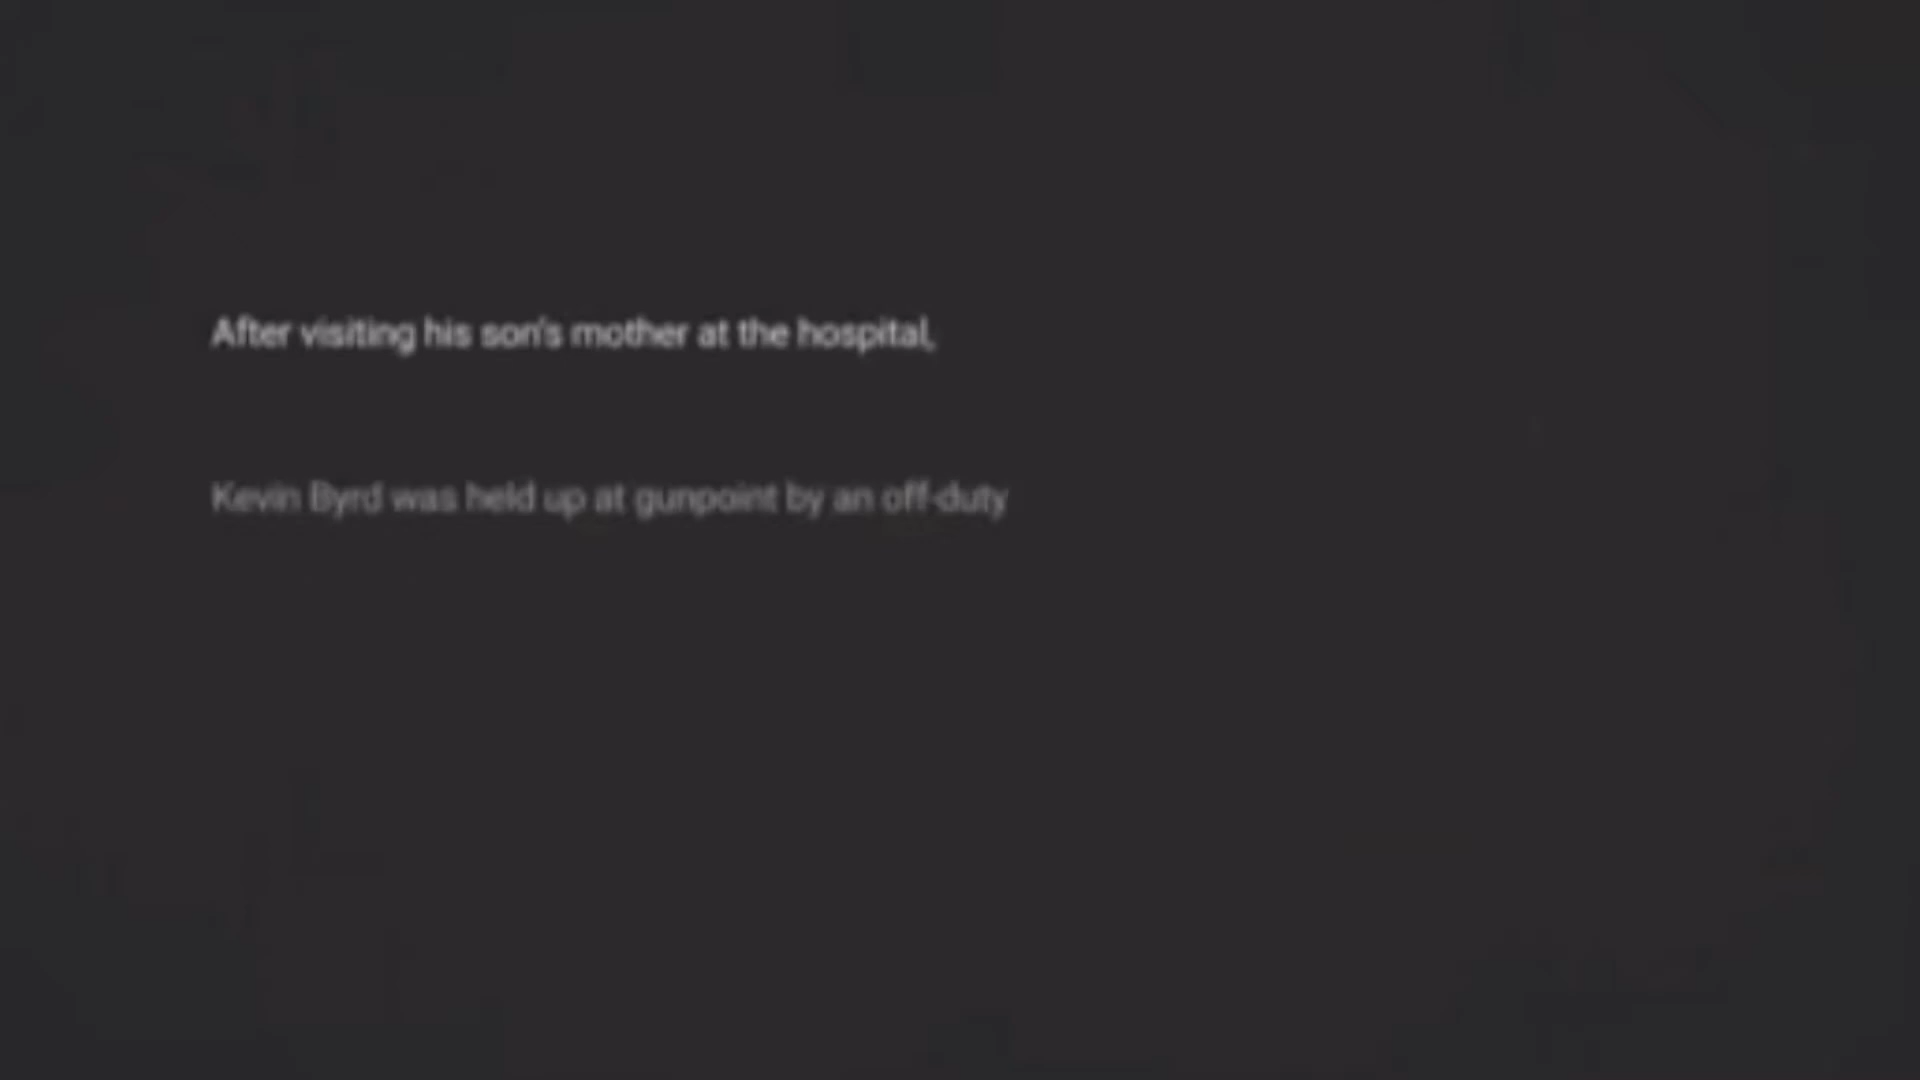 After visiting his son's mother at the hospital,
Kevin Byrd was held up at gunpoint by an off-duty